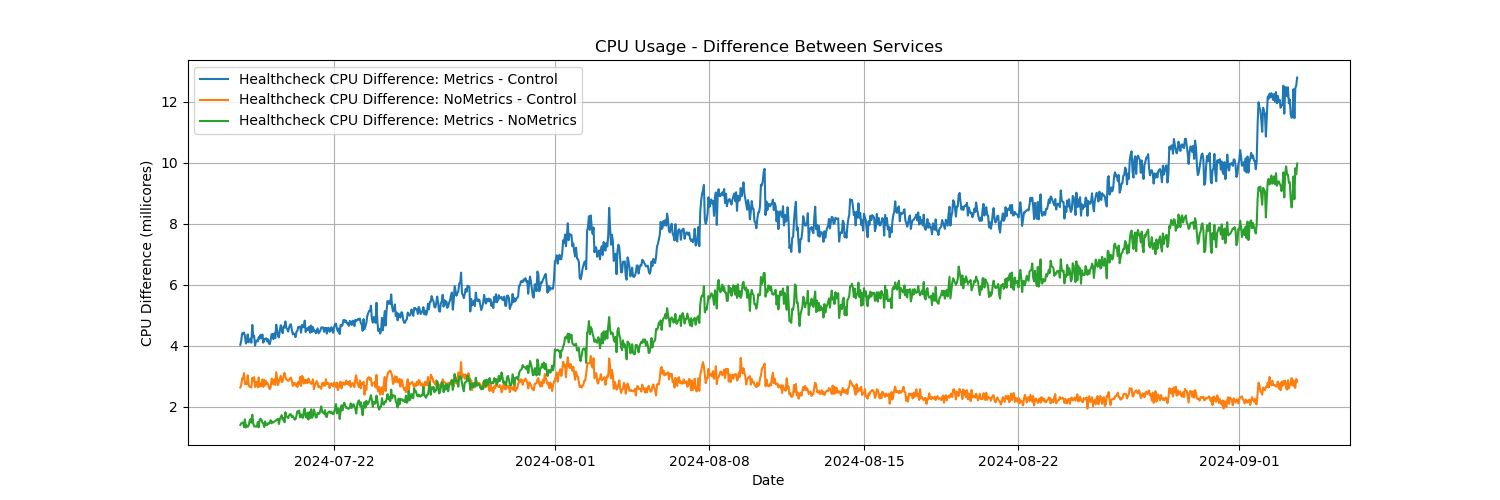 CPU Usage - Difference Between Services
Healthcheck CPU Difference: Metrics - Control
Healthcheck CPU Difference: NoMetrics - Control
Healthcheck CPU Difference: Metrics - NoMetrics
CPU Difference (millicores)
12
10
8
6
4
2
2024-07-22
2024-08-01
2024-08-08
2024-08-15
2024-08-22
2024-09-01
Date